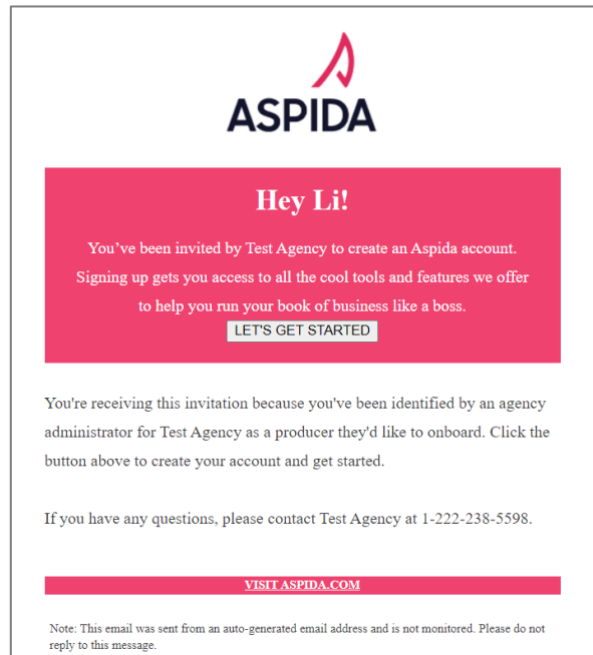 ASPIDA
Hey Li!
You’ve been invited by Test Agency to create an Aspida account.
Signing up gets you access to all the cool tools and features we offer
to help you run your book of business like a boss.
LET'S GET STARTED
You're receiving this invitation because you've been identified by an agency
administrator for Test Agency as a producer they'd like to onboard. Click the
button above to create your account and get started.
If you have any questions, please contact Test Agency at 1-222-238-5598.
VISIT ASPIDA.COM
Note: This email was sent from an auto-generated email address and is not monitored. Please do not
reply to this message.